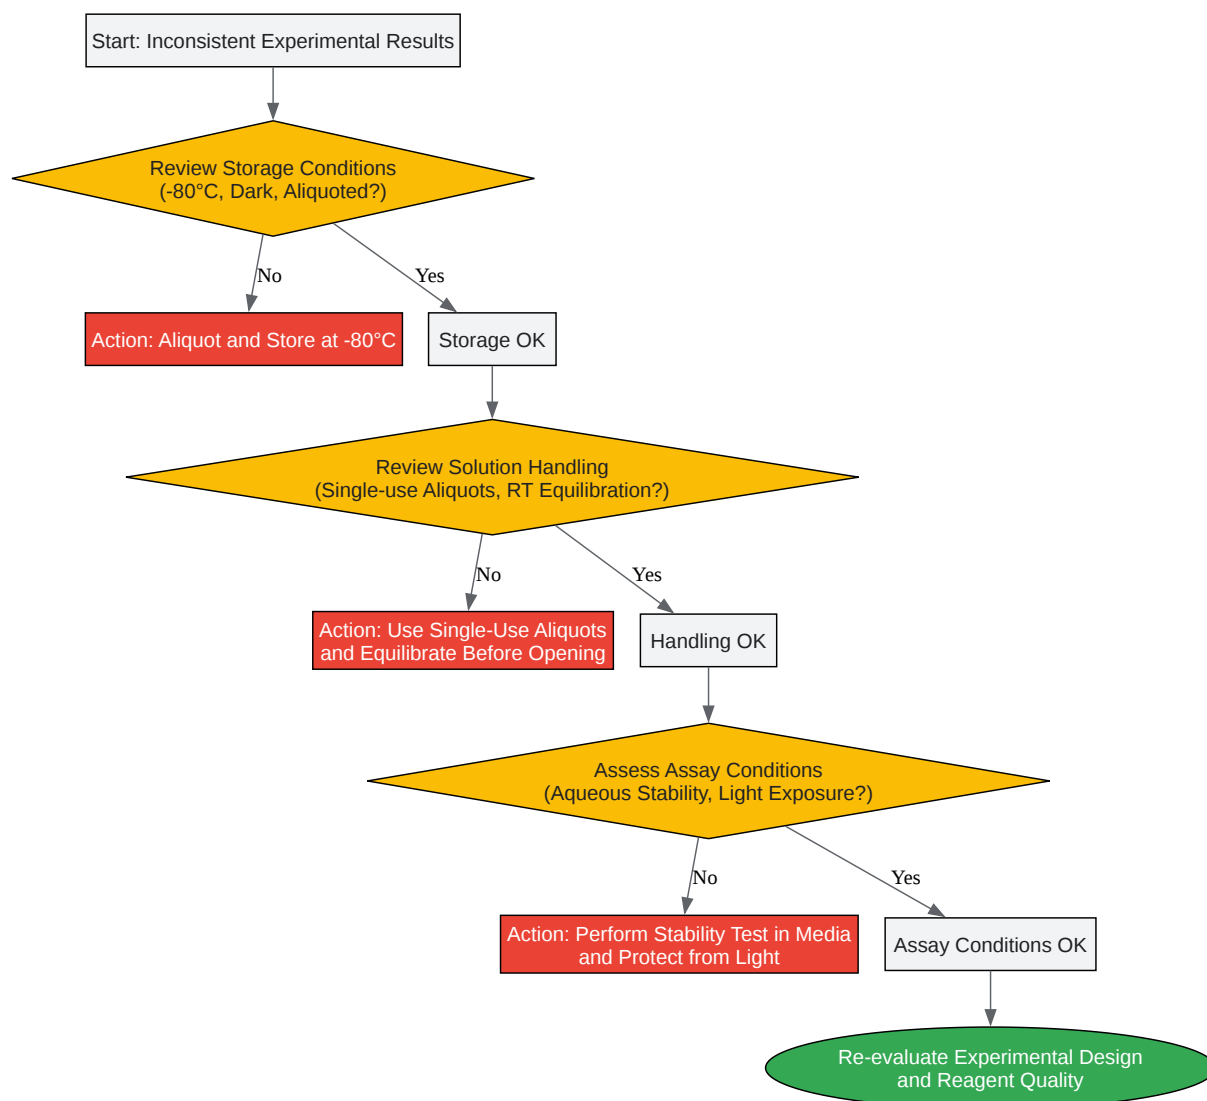 Start: Inconsistent Experimental Results
Review Storage Conditions
(-80°C, Dark, Aliquoted?)
No
Yes
Action: Aliquot and Store at -80°C
Storage OK
Review Solution Handling
(Single-use Aliquots, RT Equilibration?)
No
Yes
Action: Use Single-Use Aliquots
and Equilibrate Before Opening
Handling OK
Assess Assay Conditions
(Aqueous Stability, Light Exposure?)
No
Yes
Action: Perform Stability Test in Media
and Protect from Light
Assay Conditions OK
Re-evaluate Experimental Design
and Reagent Quality